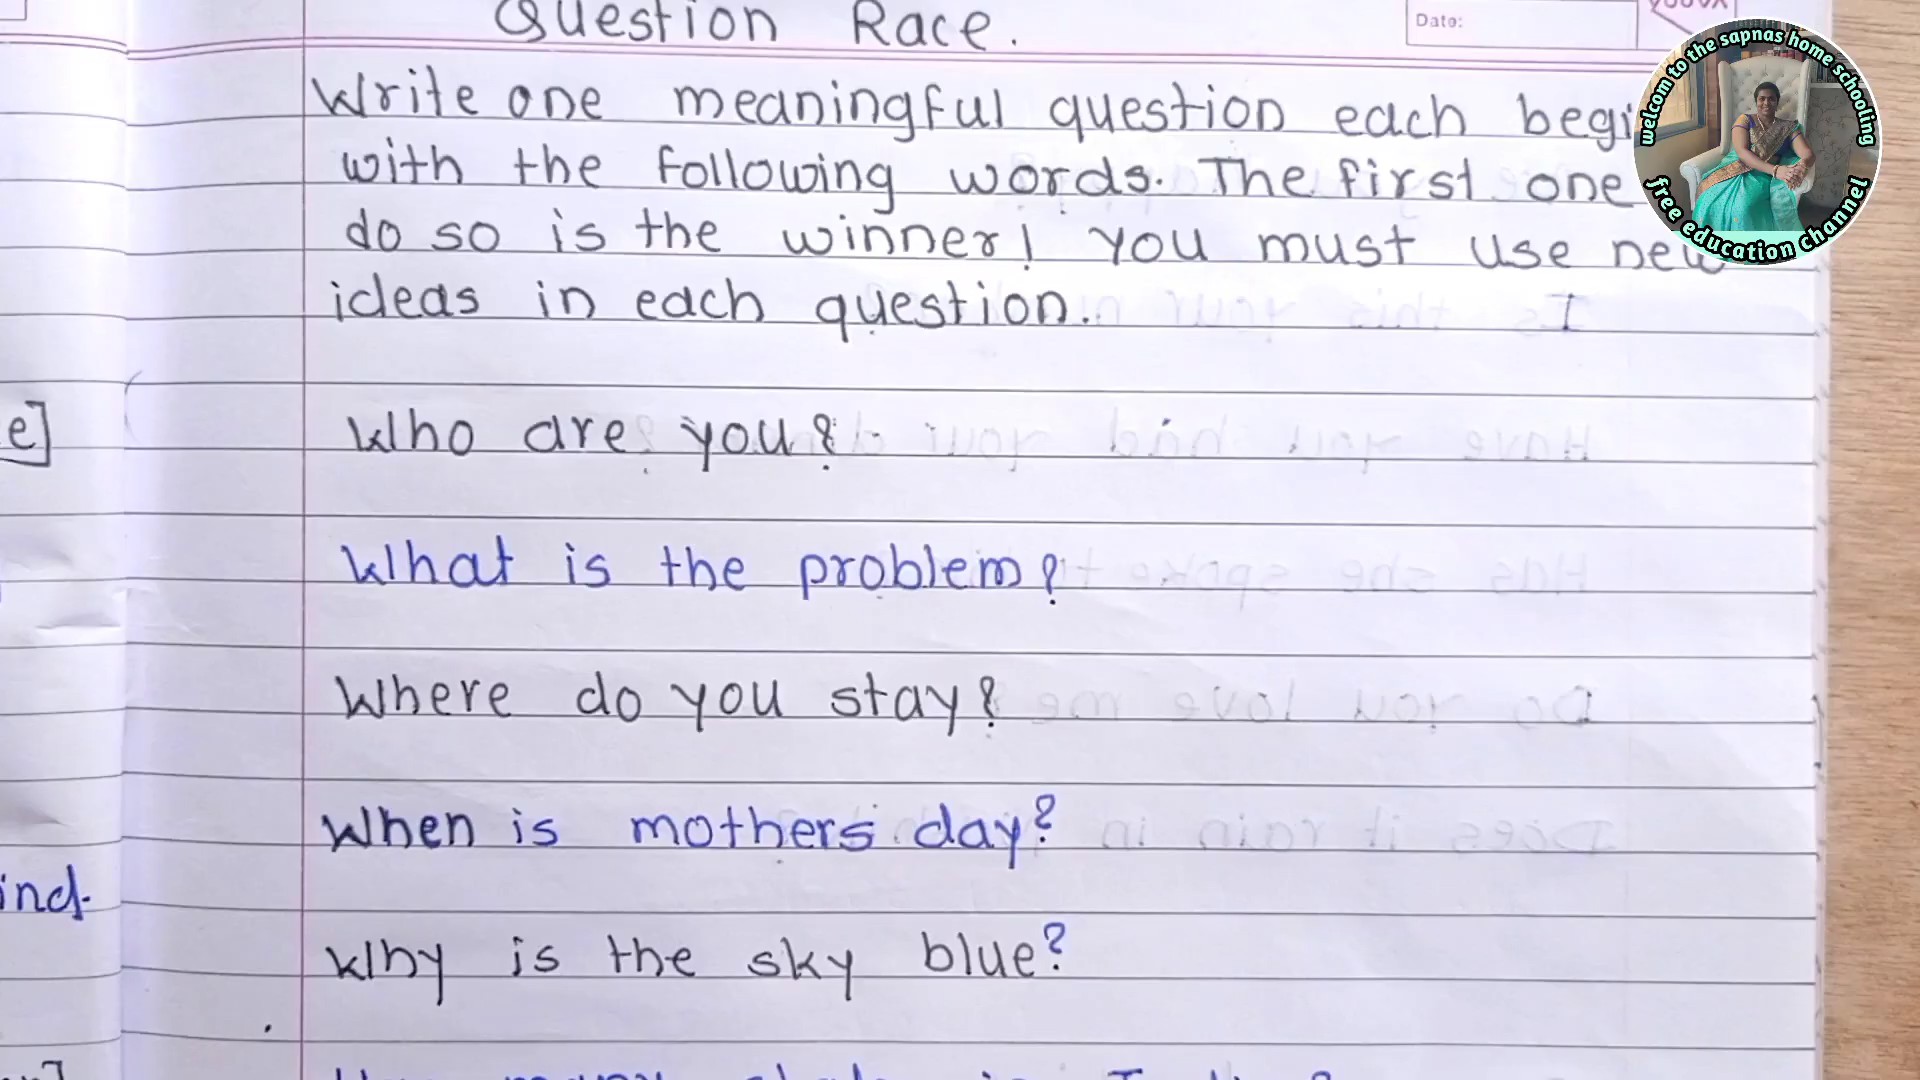 Question Race.
Date:
Write one meaningful question each begi
with the following words. The first one
do so is the winner! You must use new
ideas in each question.
e]
Who are you?
What is the problem?
Where do you stay?
When is mothers day?
ind.
Why is the sky blue?
welcom to the sapnas home schooling
free education channel